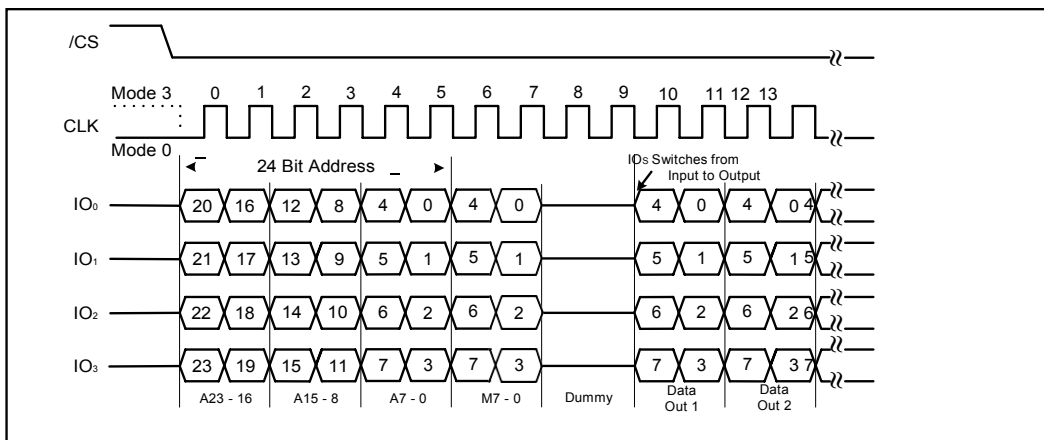 /CS
Mode 3 0 1 2 3 4 5 6 7 8 9 10 11 12 13
CLK
Mode 0
24 Bit Address
IOs Switches from
Input to Output
IO₀ 20 16 12 8 4 0 4 0 4 0 4 0 4
IO₁ 21 17 13 9 5 1 5 1 5 1 5 1 5
IO₂ 22 18 14 10 6 2 6 2 6 2 6 2 6
IO₃ 23 19 15 11 7 3 7 3 7 3 7 3 7
A23 - 16 A15 - 8 A7 - 0 M7 - 0 Dummy Data Out 1 Data Out 2